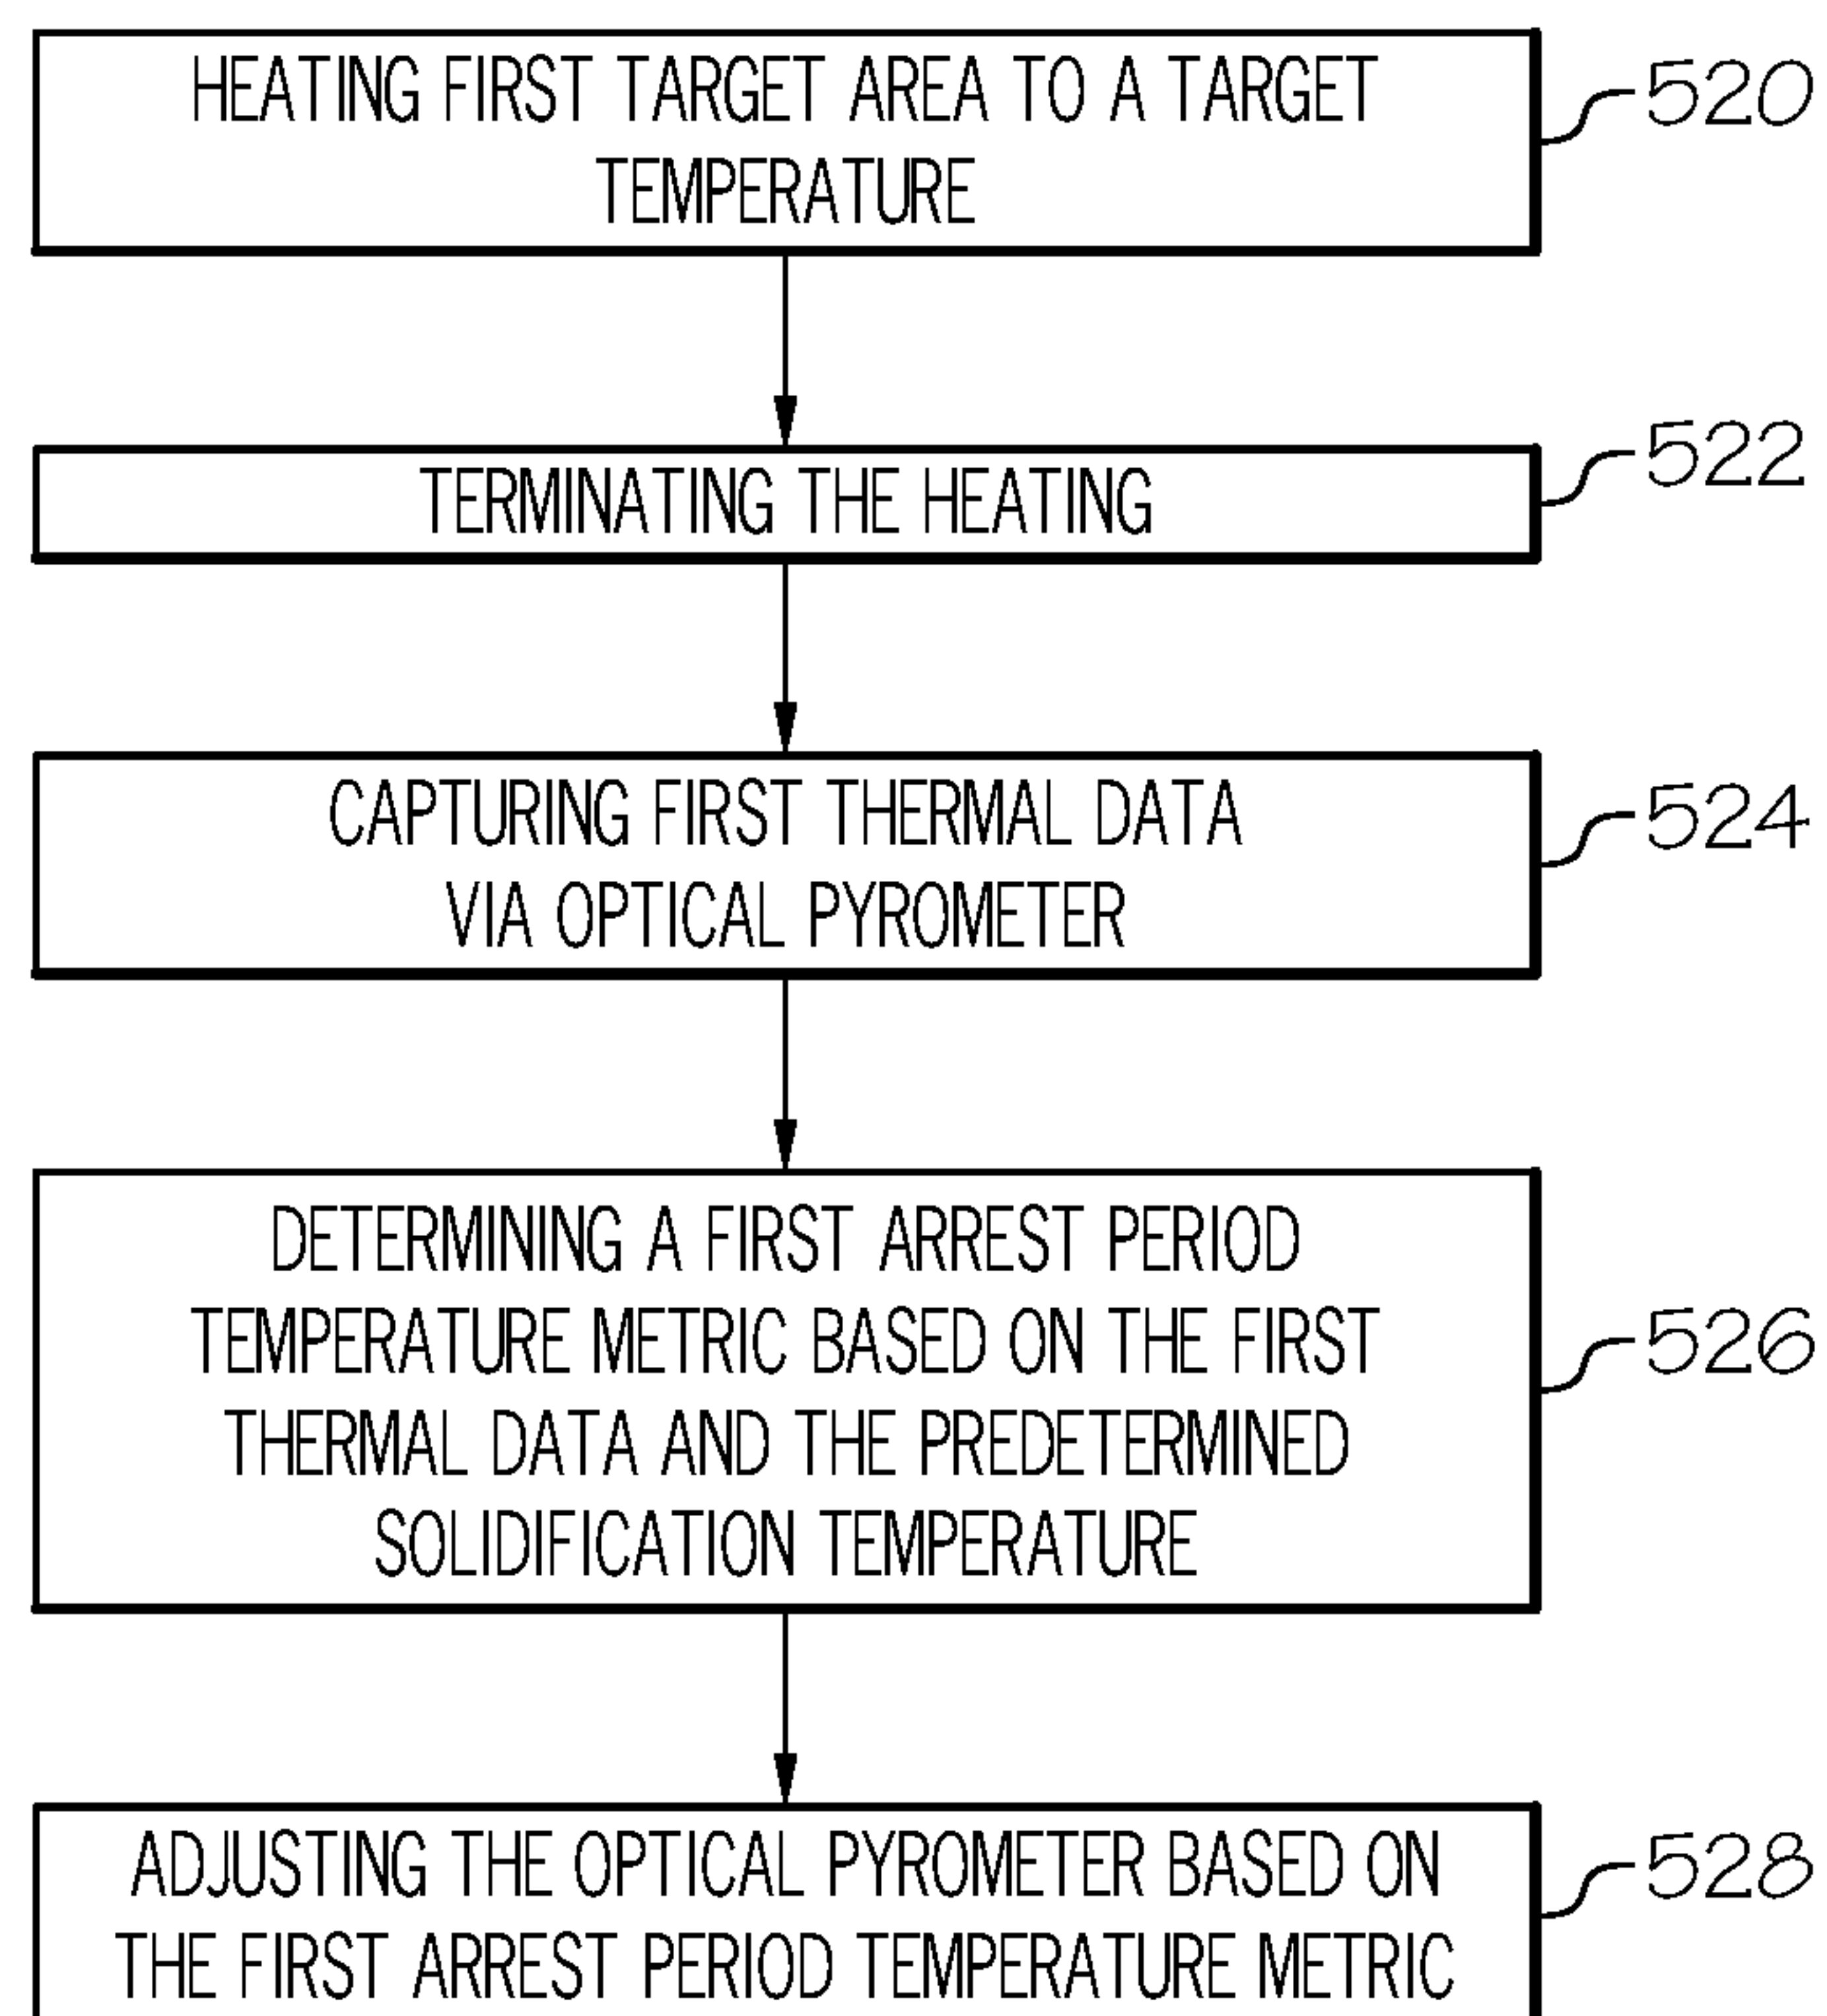 HEATING FIRST TARGET AREA TO A TARGET
TEMPERATURE
520
TERMINATING THE HEATING
522
CAPTURING FIRST THERMAL DATA
VIA OPTICAL PYROMETER
524
DETERMINING A FIRST ARREST PERIOD
TEMPERATURE METRIC BASED ON THE FIRST
THERMAL DATA AND THE PREDETERMINED
SOLIDIFICATION TEMPERATURE
526
ADJUSTING THE OPTICAL PYROMETER BASED ON
THE FIRST ARREST PERIOD TEMPERATURE METRIC
528